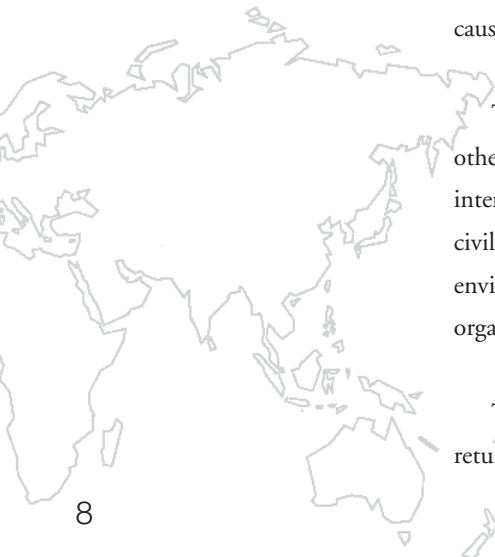 caus
T
othe
inter
civil
envi
orga
T
retu
8